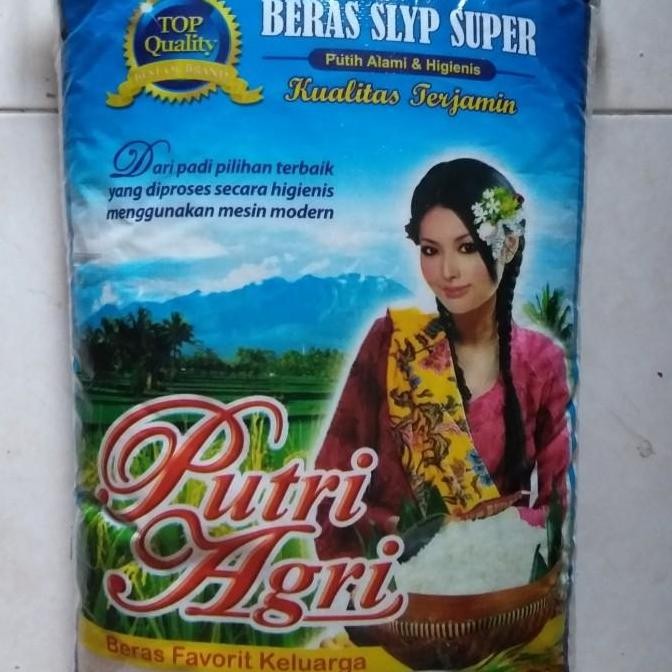 TOP
Quality
BERAS SLYP SUPER
Putih Alami & Higienis
Kualitas Terjamin
Dari padi pilihan terbaik
yang diproses secara higienis
menggunakan mesin modern
Putri
Agri
Beras Favorit Keluarga